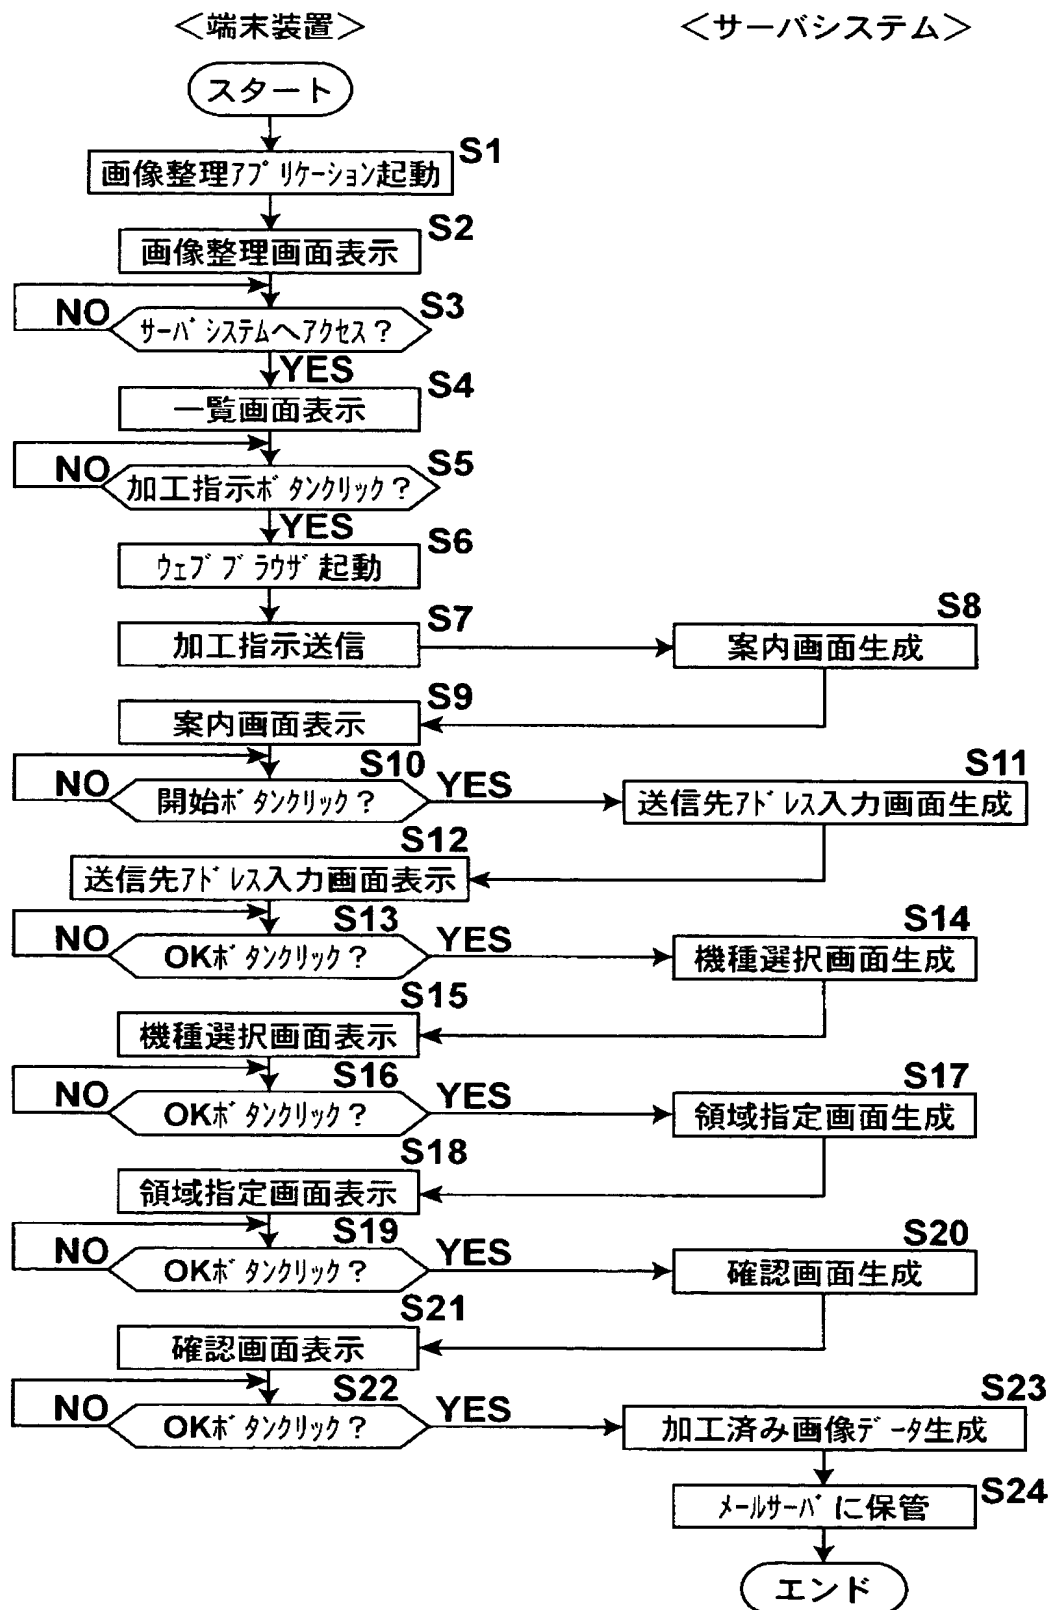 <端末装置> <サーバシステム>
スタート
S1
画像整理アプリケーション起動
S2
画像整理画面表示
S3
NO サーバシステムへアクセス?
YES
S4
一覧画面表示
S5
NO 加工指示ボタンクリック?
YES
S6
ウェブブラウザ起動
S7 S8
加工指示送信 案内画面生成
S9
案内画面表示
S10 S11
NO 開始ボタンクリック? YES 送信先アドレス入力画面生成
S12
送信先アドレス入力画面表示
S13 S14
NO OKボタンクリック? YES 機種選択画面生成
S15
機種選択画面表示
S16 S17
NO OKボタンクリック? YES 領域指定画面生成
S18
領域指定画面表示
S19 S20
NO OKボタンクリック? YES 確認画面生成
S21
確認画面表示
S22 S23
NO OKボタンクリック? YES 加工済み画像データ生成
S24
メールサーバに保管
エンド